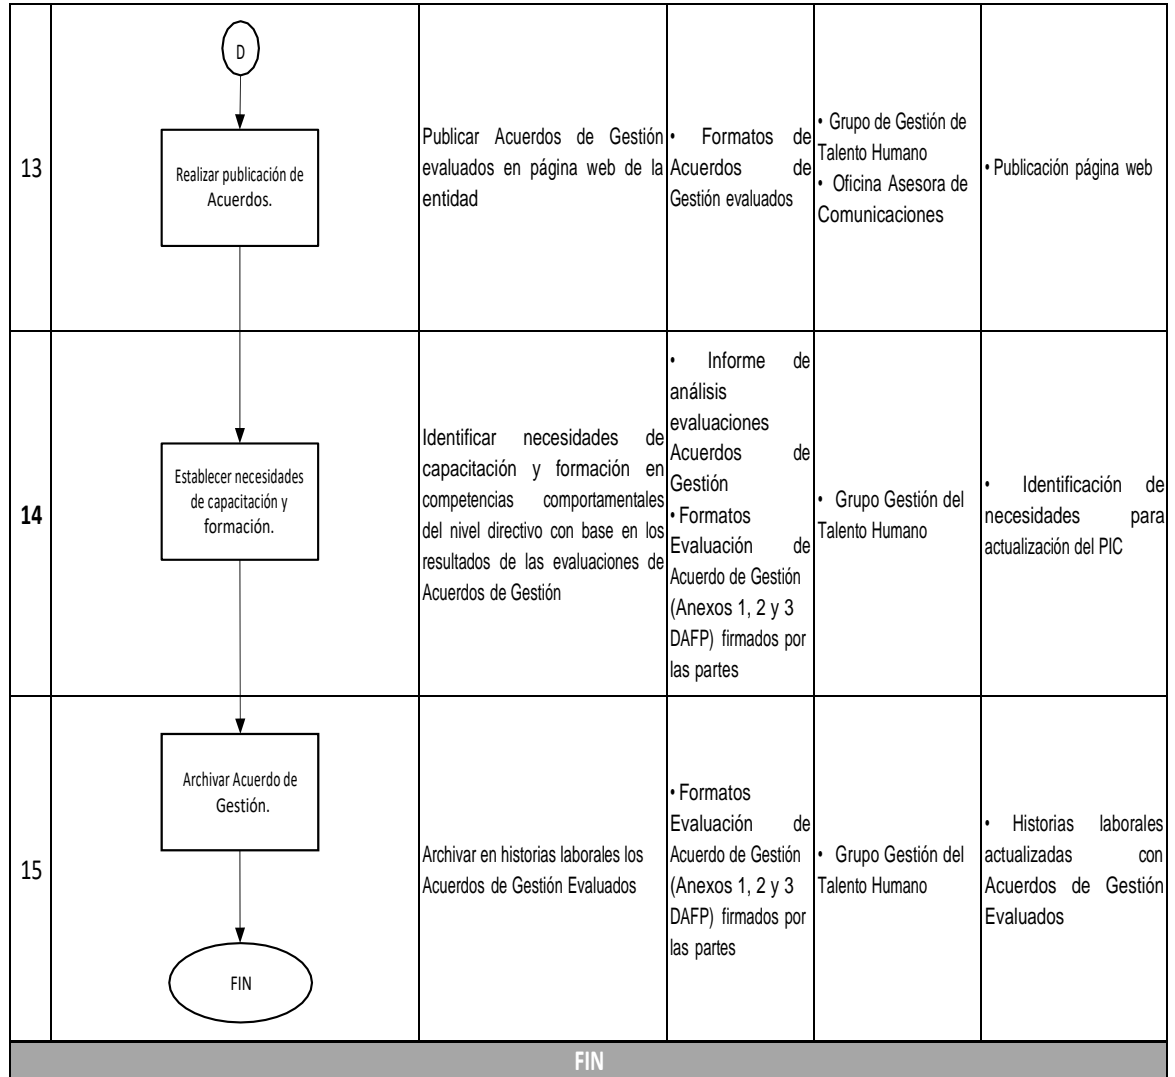 D
13
Realizar publicación de
Acuerdos.
Publicar Acuerdos de Gestión
evaluados en página web de la
entidad
• Formatos de
Acuerdos de
Gestión evaluados
• Grupo de Gestión de
Talento Humano
• Oficina Asesora de
Comunicaciones
• Publicación página web
14
Establecer necesidades
de capacitación y
formación.
Identificar necesidades de
capacitación y formación en
competencias comportamentales
del nivel directivo con base en los
resultados de las evaluaciones de
Acuerdos de Gestión
• Informe de
análisis
evaluaciones
Acuerdos de
Gestión
• Formatos
Evaluación de
Acuerdo de Gestión
(Anexos 1, 2 y 3
DAFP) firmados por
las partes
• Grupo Gestión del
Talento Humano
• Identificación de
necesidades para
actualización del PIC
15
Archivar Acuerdo de
Gestión.
FIN
Archivar en historias laborales los
Acuerdos de Gestión Evaluados
• Formatos
Evaluación de
Acuerdo de Gestión
(Anexos 1, 2 y 3
DAFP) firmados por
las partes
• Grupo Gestión del
Talento Humano
• Historias laborales
actualizadas con
Acuerdos de Gestión
Evaluados
FIN